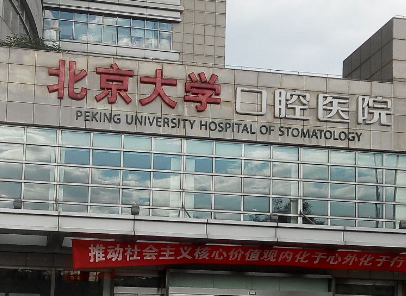 北京大学口腔医院
PEKING UNIVERSITY HOSPITAL OF STOMATOLOGY
推动社会主义核心价值观内化于心外化于行